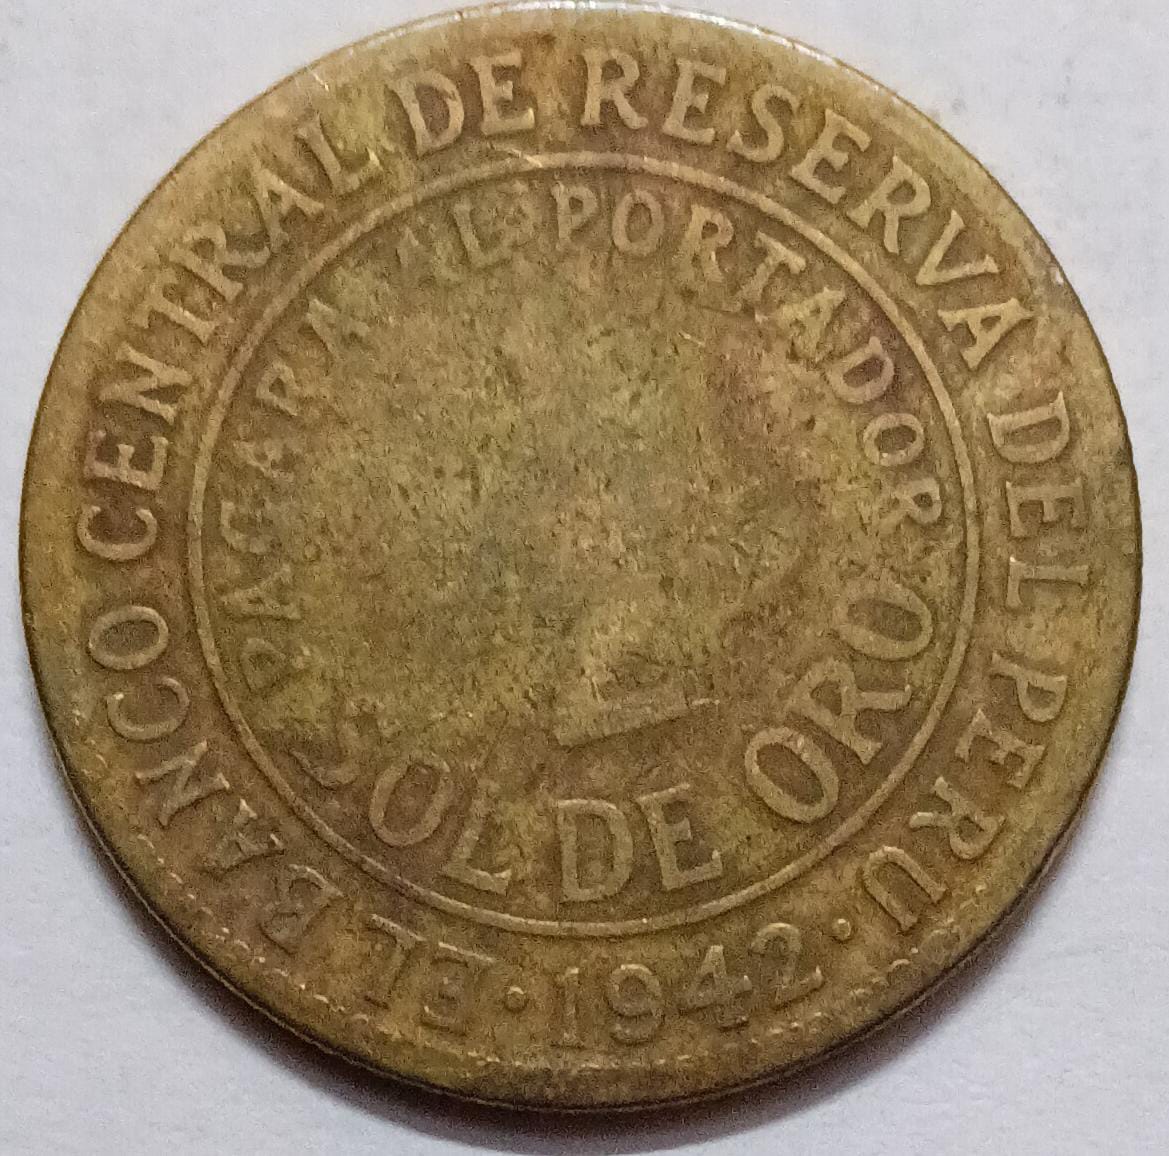 EL BANCO CENTRAL DE RESERVA DEL PERU · 1942 ·
PAGARA AL PORTADOR
SOL DE ORO